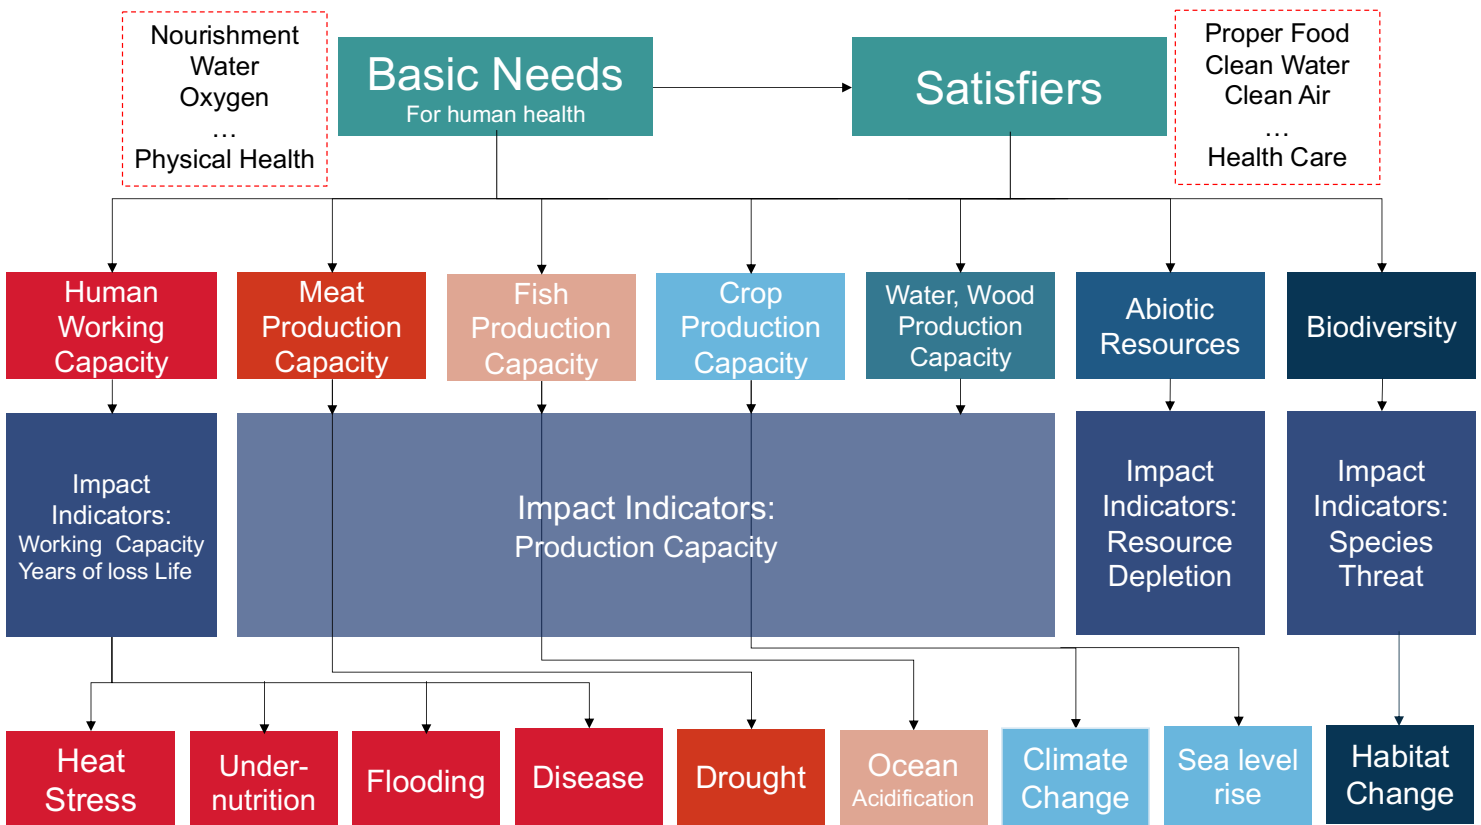 Nourishment
Water
Oxygen
…
Physical Health
Basic Needs
For human health
Satisfiers
Proper Food
Clean Water
Clean Air
…
Health Care
Human
Working
Capacity
Meat
Production
Capacity
Fish
Production
Capacity
Crop
Production
Capacity
Water, Wood
Production
Capacity
Abiotic
Resources
Biodiversity
Impact
Indicators:
Working Capacity
Years of loss Life
Impact Indicators:
Production Capacity
Impact
Indicators:
Resource
Depletion
Impact
Indicators:
Species
Threat
Heat
Stress
Under-
nutrition
Flooding
Disease
Drought
Ocean
Acidification
Climate
Change
Sea level
rise
Habitat
Change